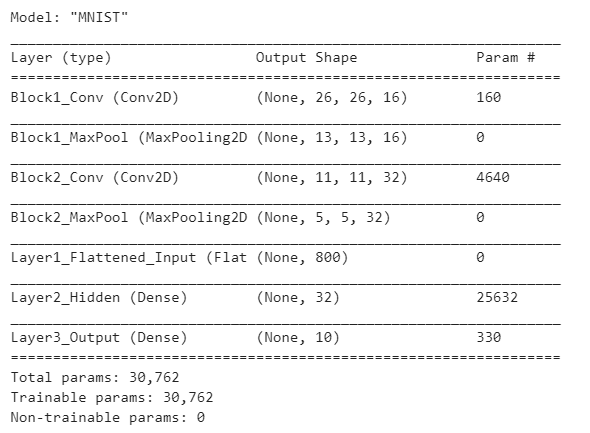 Model: "MNIST"
_________________________________________________________________
Layer (type)                 Output Shape              Param #
=================================================================
Block1_Conv (Conv2D)         (None, 26, 26, 16)        160
_________________________________________________________________
Block1_MaxPool (MaxPooling2D (None, 13, 13, 16)        0
_________________________________________________________________
Block2_Conv (Conv2D)         (None, 11, 11, 32)        4640
_________________________________________________________________
Block2_MaxPool (MaxPooling2D (None, 5, 5, 32)          0
_________________________________________________________________
Layer1_Flattened_Input (Flat (None, 800)               0
_________________________________________________________________
Layer2_Hidden (Dense)        (None, 32)                25632
_________________________________________________________________
Layer3_Output (Dense)        (None, 10)                330
=================================================================
Total params: 30,762
Trainable params: 30,762
Non-trainable params: 0